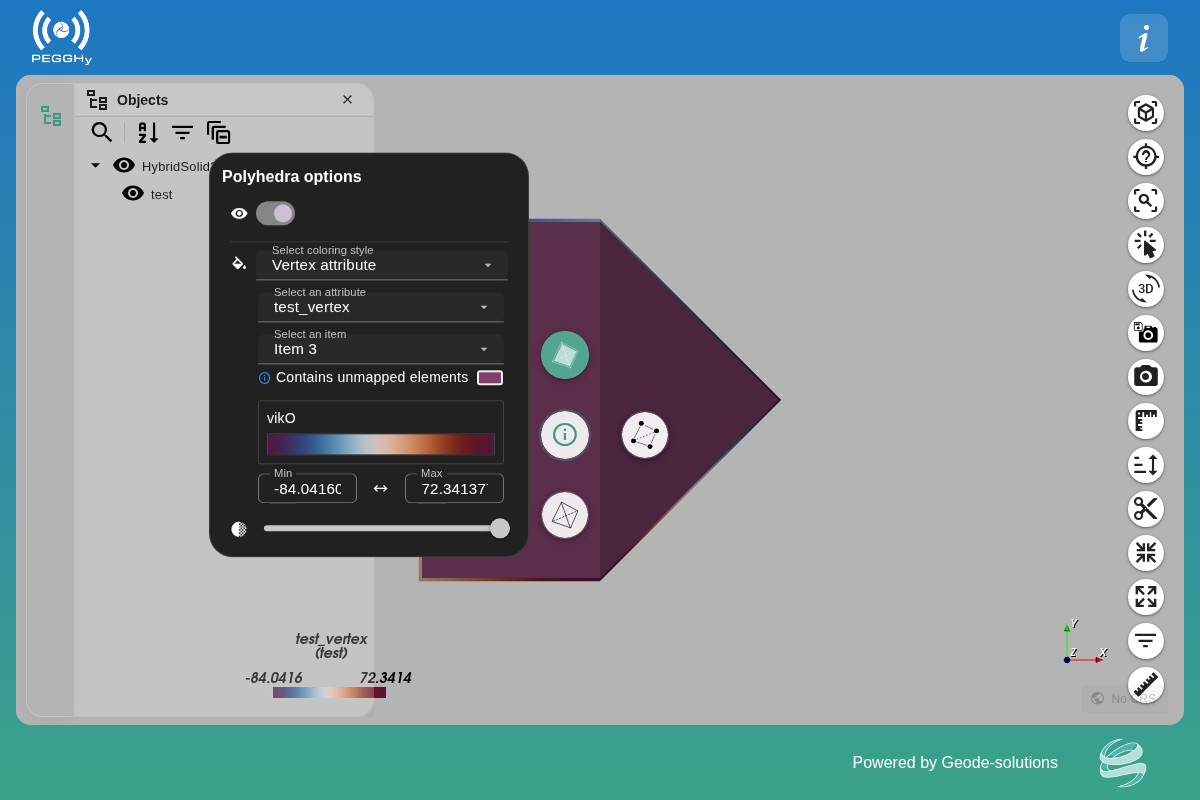 PEGGHy
i
Objects
A
Z
HybridSolid
test
Polyhedra options
Select coloring style
Vertex attribute
Select an attribute
test_vertex
Select an item
Item 3
Contains unmapped elements
vikO
Min
Max
-84.0416
72.34137
3D
test_vertex
(test)
-84.0416
72.3414
Y
Z
X
No CRS
Powered by Geode-solutions